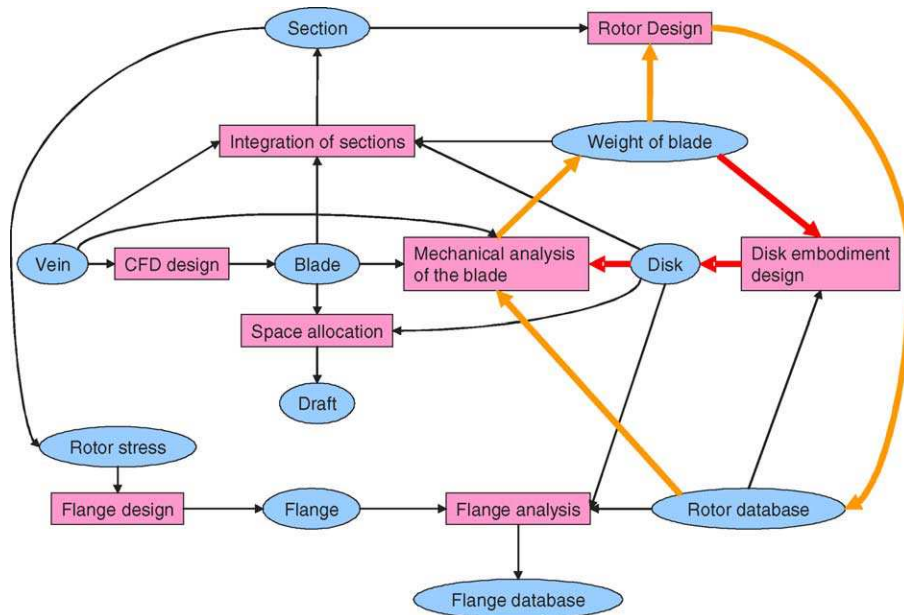 Section
Rotor Design
Integration of sections
Weight of blade
Vein
CFD design
Blade
Mechanical analysis
of the blade
Disk
Disk embodiment
design
Space allocation
Draft
Rotor stress
Flange design
Flange
Flange analysis
Rotor database
Flange database